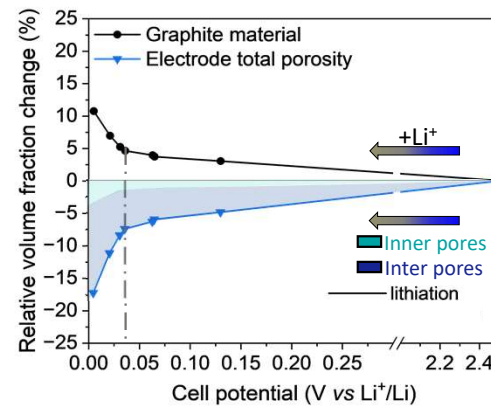 Relative volume fraction change (%)
25
20
15
10
5
0
−5
−10
−15
−20
−25
Graphite material
Electrode total porosity
+Li⁺
Inner pores
Inter pores
lithiation
0.00 0.05 0.10 0.15 0.20 0.25 2.2 2.4
Cell potential (V vs Li⁺/Li)